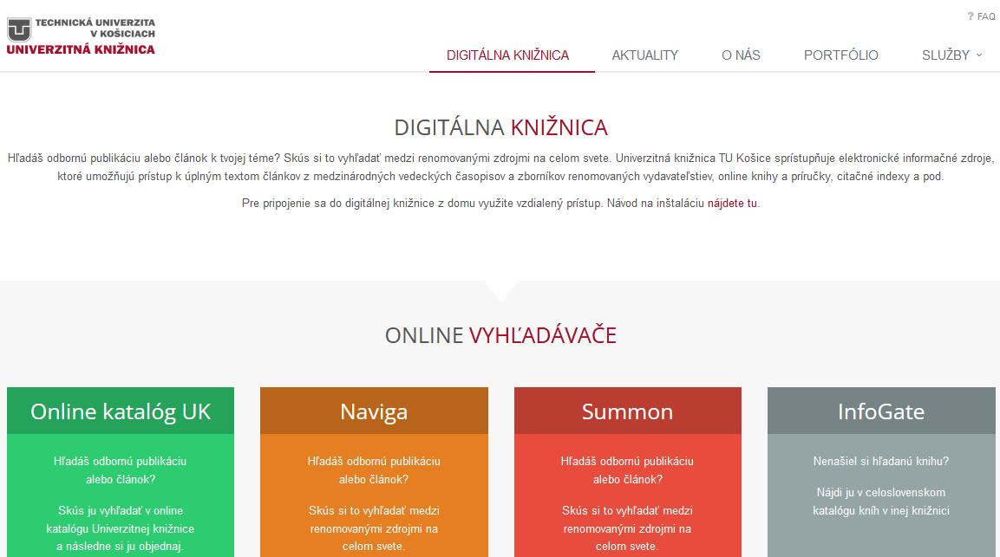 TECHNICKÁ UNIVERZITA
V KOŠICIACH
UNIVERZITNÁ KNIŽNICA
? FAQ
DIGITÁLNA KNIŽNICA AKTUALITY O NÁS PORTFÓLIO SLUŽBY
DIGITÁLNA KNIŽNICA
Hľadáš odbornú publikáciu alebo článok k tvojej téme? Skús si to vyhľadať medzi renomovanými zdrojmi na celom svete. Univerzitná knižnica TU Košice sprístupňuje elektronické informačné zdroje,
ktoré umožňujú prístup k úplným textom článkov z medzinárodných vedeckých časopisov a zborníkov renomovaných vydavateľstiev, online knihy a príručky, citačné indexy a pod.
Pre pripojenie sa do digitálnej knižnice z domu využite vzdialený prístup. Návod na inštaláciu nájdete tu.
ONLINE VYHĽADÁVAČE
Online katalóg UK
Hľadáš odbornú publikáciu
alebo článok?
Skús ju vyhľadať v online
katalógu Univerzitnej knižnice
a následne si ju objednaj.
Naviga
Hľadáš odbornú publikáciu
alebo článok?
Skús si to vyhľadať medzi
renomovanými zdrojmi na
celom svete.
Summon
Hľadáš odbornú publikáciu
alebo článok?
Skús si to vyhľadať medzi
renomovanými zdrojmi na
celom svete.
InfoGate
Nenašiel si hľadanú knihu?
Nájdi ju v celoslovenskom
katalógu kníh v inej knižnici